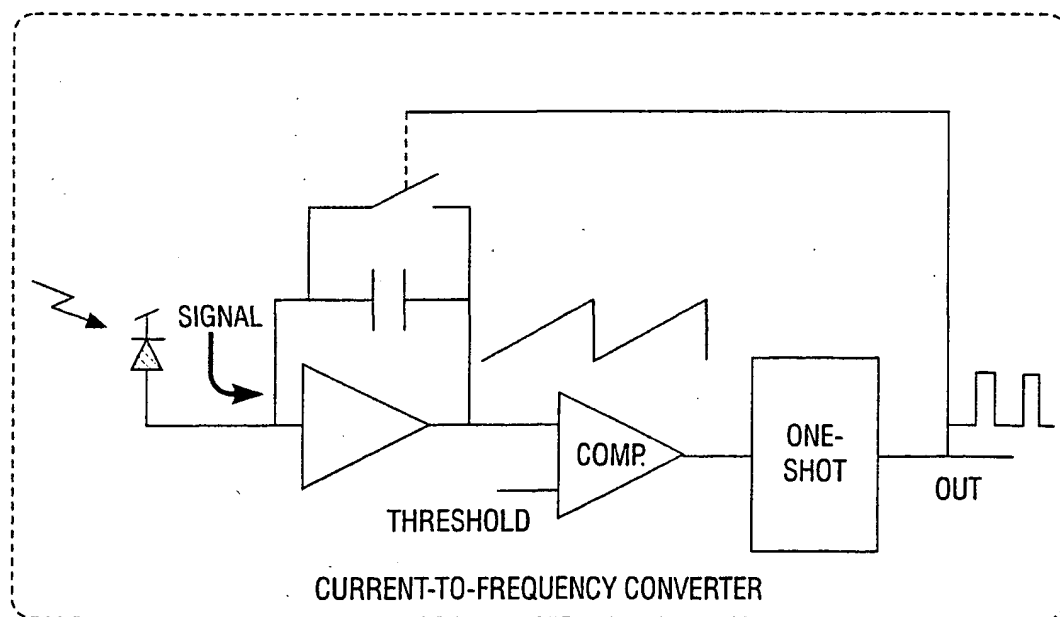 SIGNAL
COMP.
THRESHOLD
ONE-
SHOT
OUT
CURRENT-TO-FREQUENCY CONVERTER